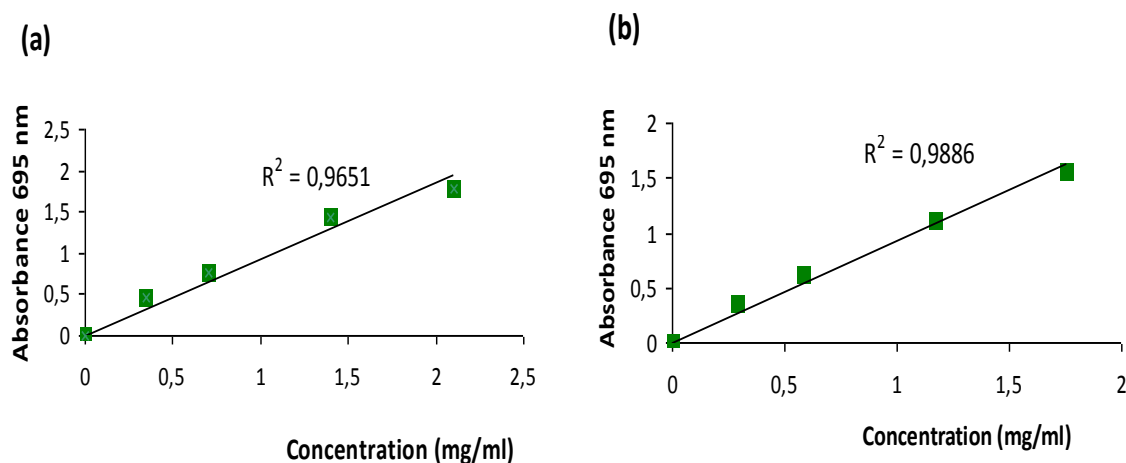 (a)
Absorbance 695 nm
2,5
2
1,5
1
0,5
0
R² = 0,9651
0 0,5 1 1,5 2 2,5
Concentration (mg/ml)
(b)
Absorbance 695 nm
2
1,5
1
0,5
0
R² = 0,9886
0 0,5 1 1,5 2
Concentration (mg/ml)